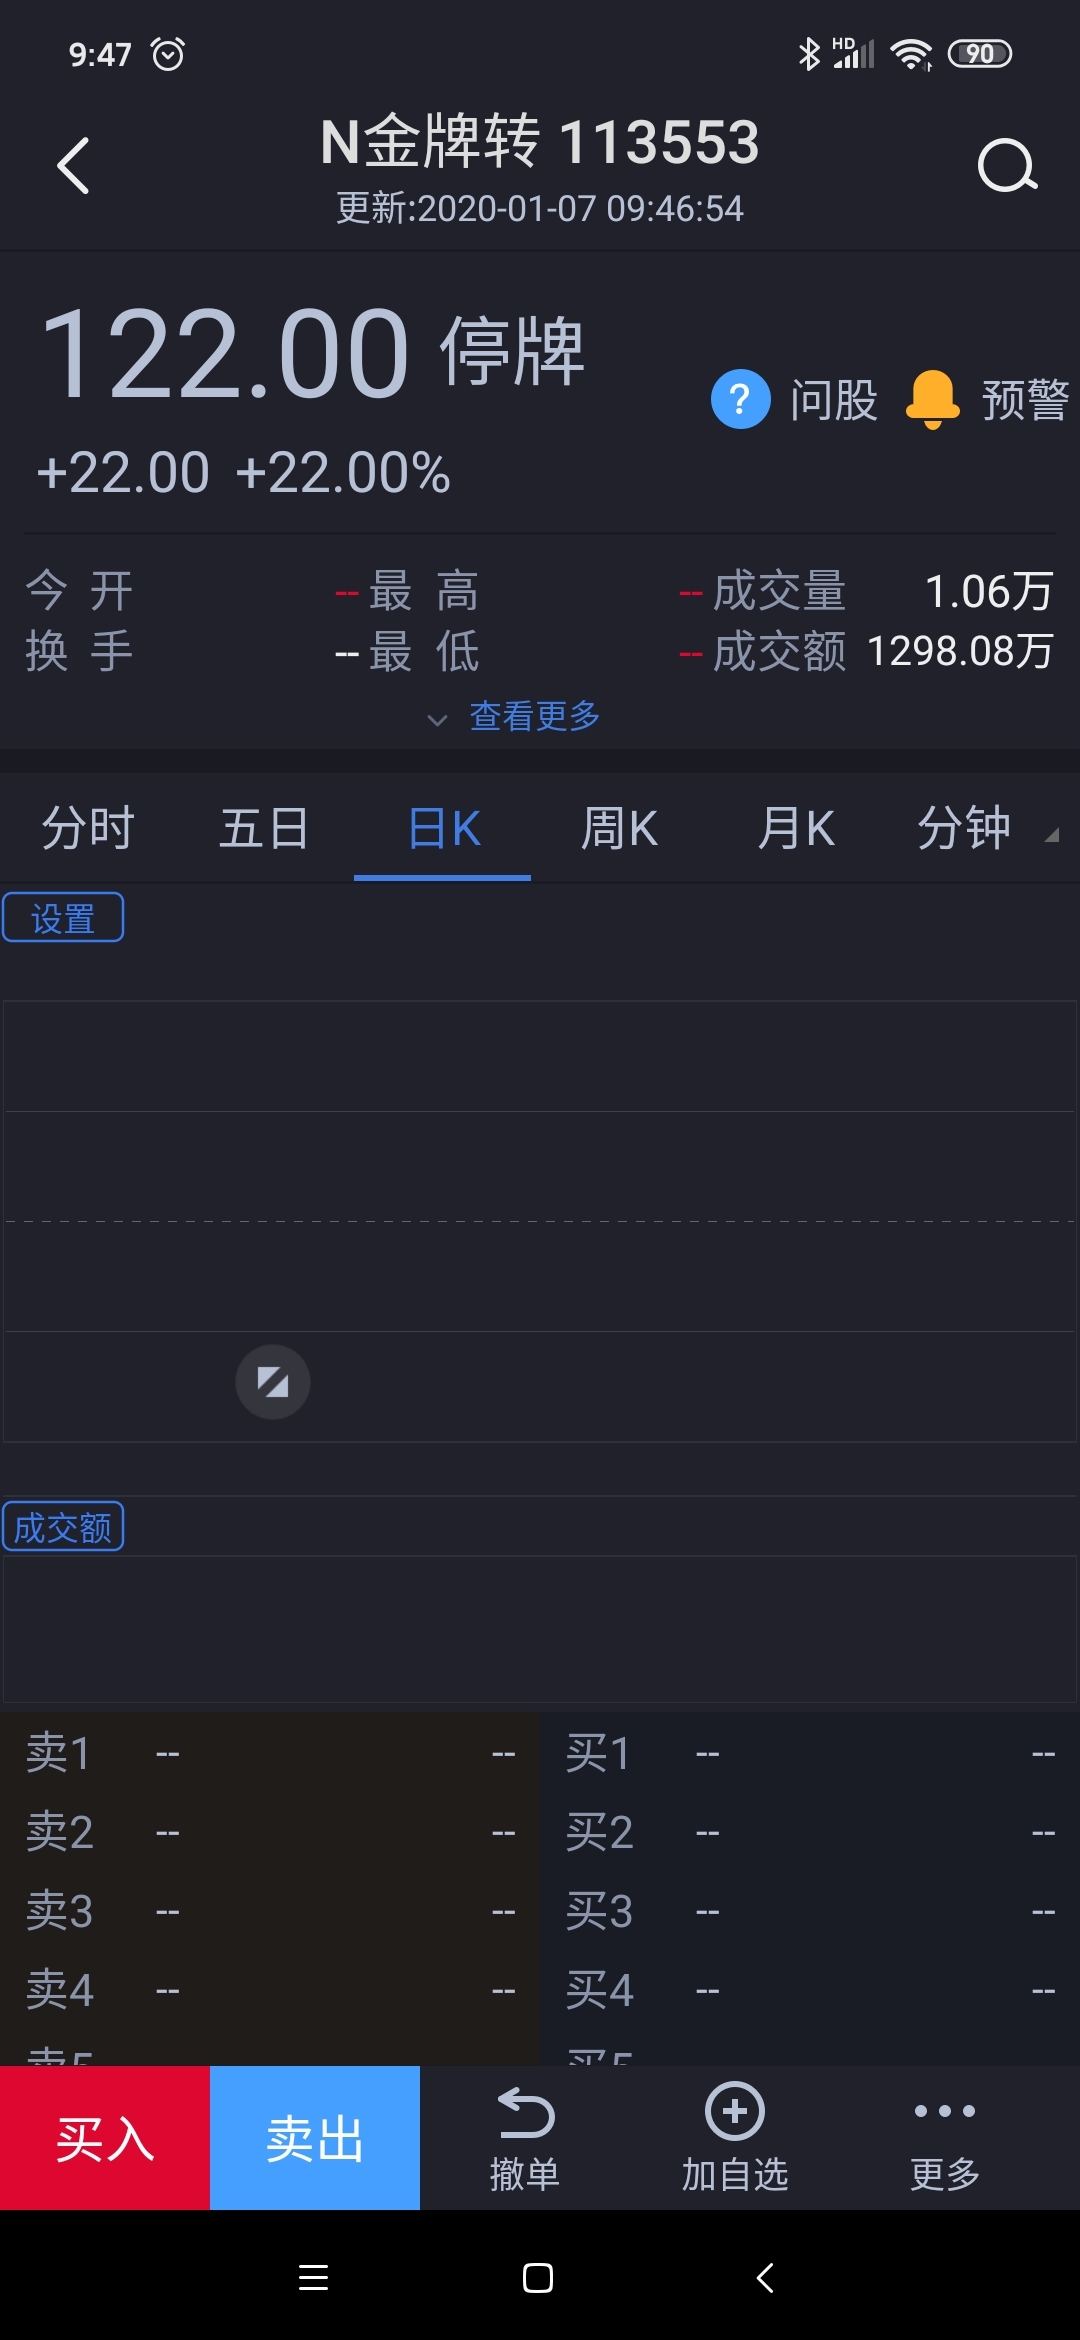 9:47 HD 90
N金牌转 113553
更新:2020-01-07 09:46:54
122.00 停牌
? 问股 预警
+22.00 +22.00%
今 开 -- 最 高 -- 成交量 1.06万
换 手 -- 最 低 -- 成交额 1298.08万
查看更多
分时 五日 日K 周K 月K 分钟
设置
成交额
卖1 -- -- 买1 -- --
卖2 -- -- 买2 -- --
卖3 -- -- 买3 -- --
卖4 -- -- 买4 -- --
卖5 买5
买入 卖出 撤单 加自选 更多